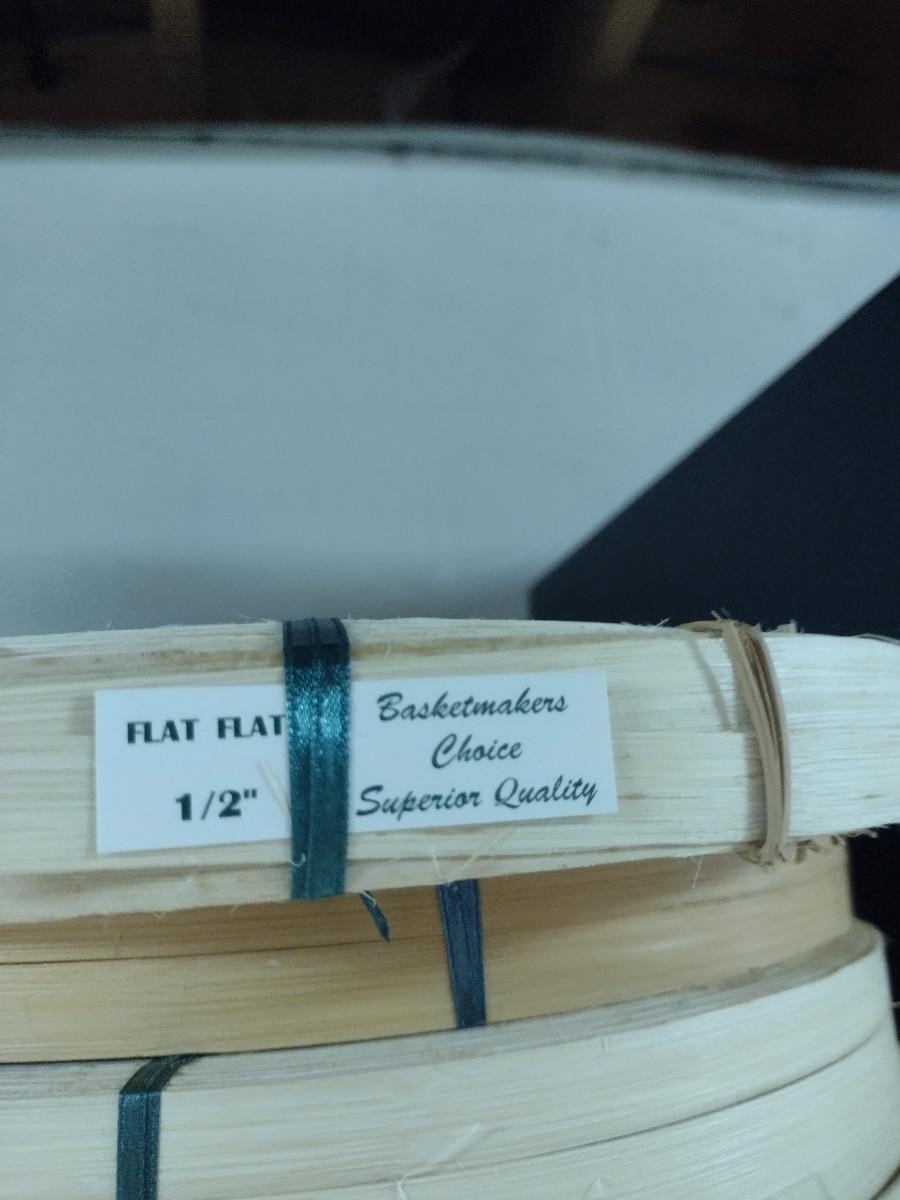 FLAT FLAT
1/2"
Basketmakers
Choice
Superior Quality